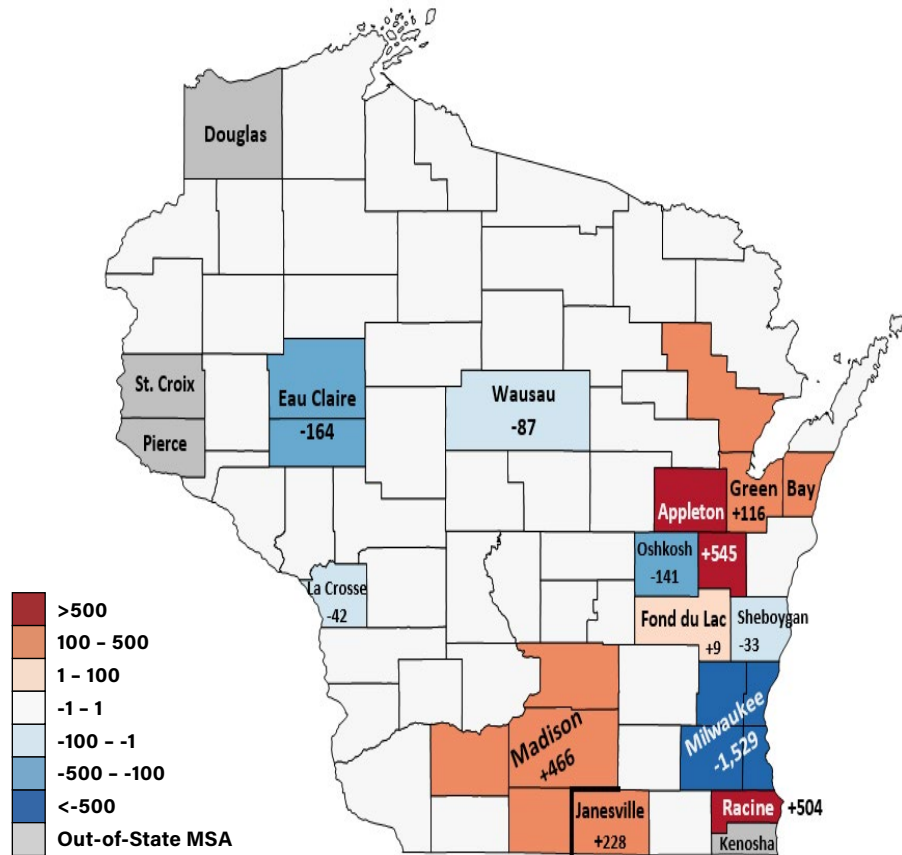 Douglas
St. Croix
Pierce
Eau Claire
-164
Wausau
-87
Green Bay
+116
Appleton
+545
Oshkosh
-141
La Crosse
-42
Fond du Lac
+9
Sheboygan
-33
Madison
+466
Milwaukee
-1,529
Janesville
+228
Racine +504
Kenosha
>500
100 – 500
1 – 100
-1 – 1
-100 – -1
-500 – -100
<-500
Out-of-State MSA